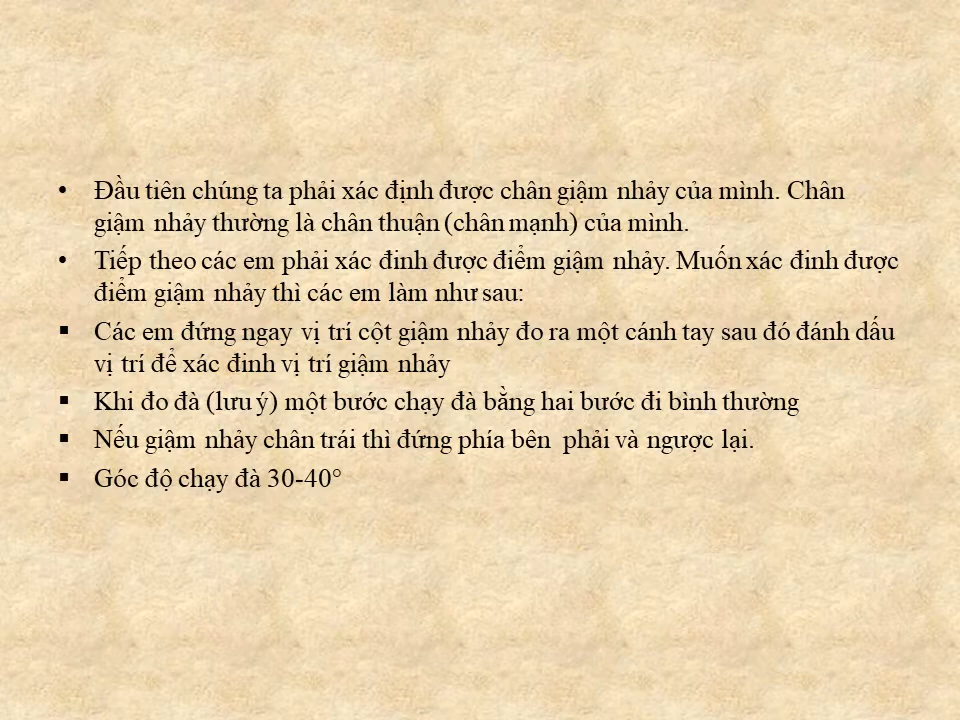 • Đầu tiên chúng ta phải xác định được chân giậm nhảy của mình. Chân
giậm nhảy thường là chân thuận (chân mạnh) của mình.
• Tiếp theo các em phải xác đinh được điểm giậm nhảy. Muốn xác đinh được
điểm giậm nhảy thì các em làm như sau:
▪ Các em đứng ngay vị trí cột giậm nhảy đo ra một cánh tay sau đó đánh dấu
vị trí để xác đinh vị trí giậm nhảy
▪ Khi đo đà (lưu ý) một bước chạy đà bằng hai bước đi bình thường
▪ Nếu giậm nhảy chân trái thì đứng phía bên phải và ngược lại.
▪ Góc độ chạy đà 30-40°